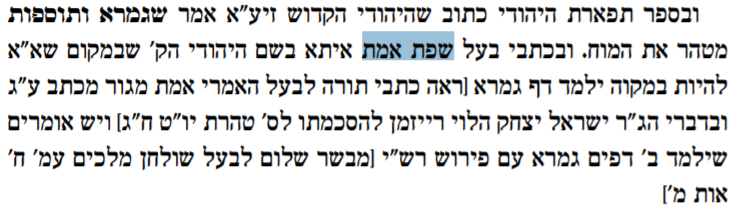 ובספר תפארת היהודי כתוב שהיהודי הקדוש זיע"א אמר שגמרא ותוספות
מטהר את המוח. ובכתבי בעל שפת אמת איתא בשם היהודי הק' שבמקום שא"א
להיות במקוה ילמד דף גמרא [ראה כתבי תורה לבעל האמרי אמת מגור מכתב ע"ג
ובדברי הג"ר ישראל יצחק הלוי רייזמן להסכמתו לס' טהרת יו"ט ח"ג] ויש אומרים
שילמד ב' דפים גמרא עם פירוש רש"י [מבשר שלום לבעל שולחן מלכים עמ' ח'
אות מ']